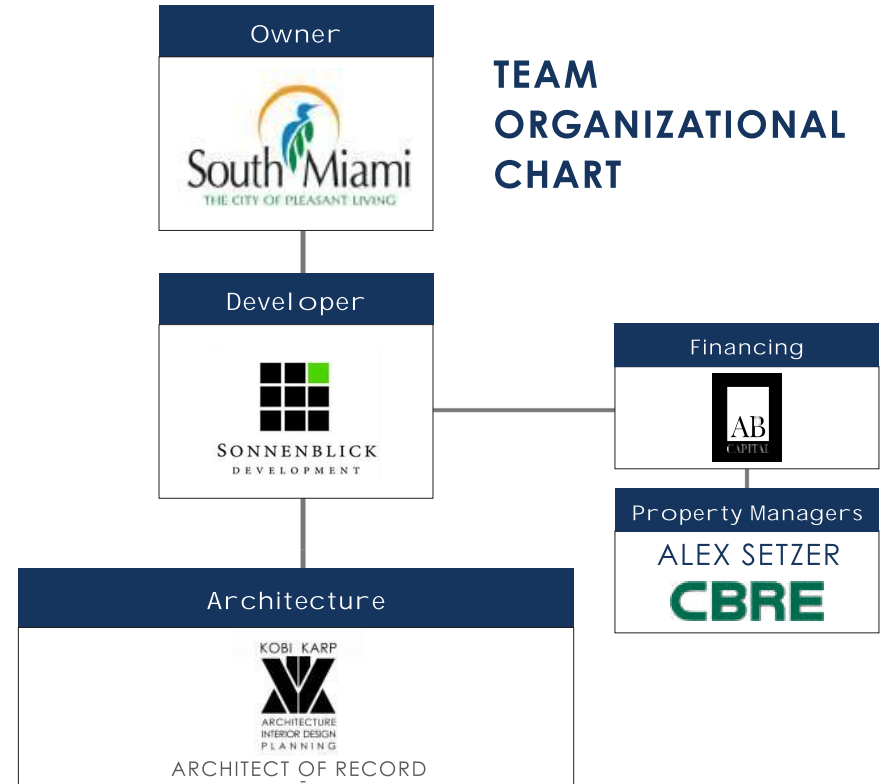 Owner
South Miami
THE CITY OF PLEASANT LIVING
TEAM
ORGANIZATIONAL
CHART
Developer
SONNENBLICK
DEVELOPMENT
Financing
AB
CAPITAL
Property Managers
ALEX SETZER
CBRE
Architecture
KOBI KARP
ARCHITECTURE
INTERIOR DESIGN
PLANNING
ARCHITECT OF RECORD